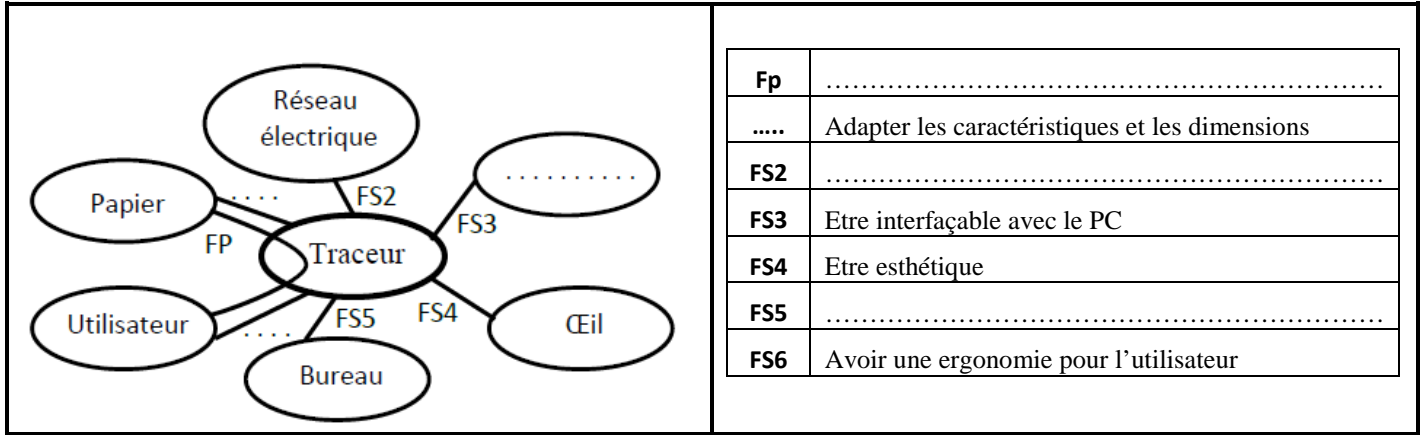 Réseau
électrique
. . . . . . . . . .
Papier
. . . .
FS2
FS3
FP
Traceur
Utilisateur
. . . .
FS5
FS4
Œil
Bureau
Fp ……………………………………………………………
….. Adapter les caractéristiques et les dimensions
FS2 ……………………………………………………………
FS3 Etre interfaçable avec le PC
FS4 Etre esthétique
FS5 ……………………………………………………………
FS6 Avoir une ergonomie pour l’utilisateur